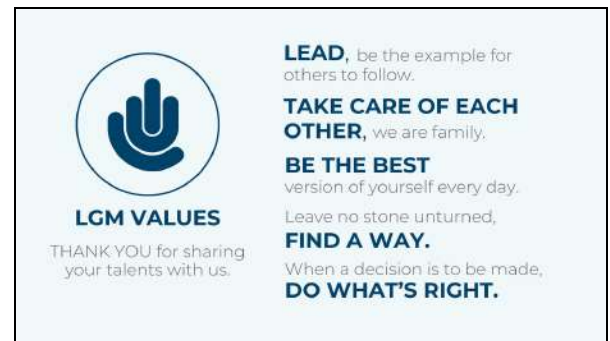 LGM VALUES
THANK YOU for sharing
your talents with us.
LEAD, be the example for
others to follow.
TAKE CARE OF EACH
OTHER, we are family.
BE THE BEST
version of yourself every day.
Leave no stone unturned,
FIND A WAY.
When a decision is to be made,
DO WHAT'S RIGHT.